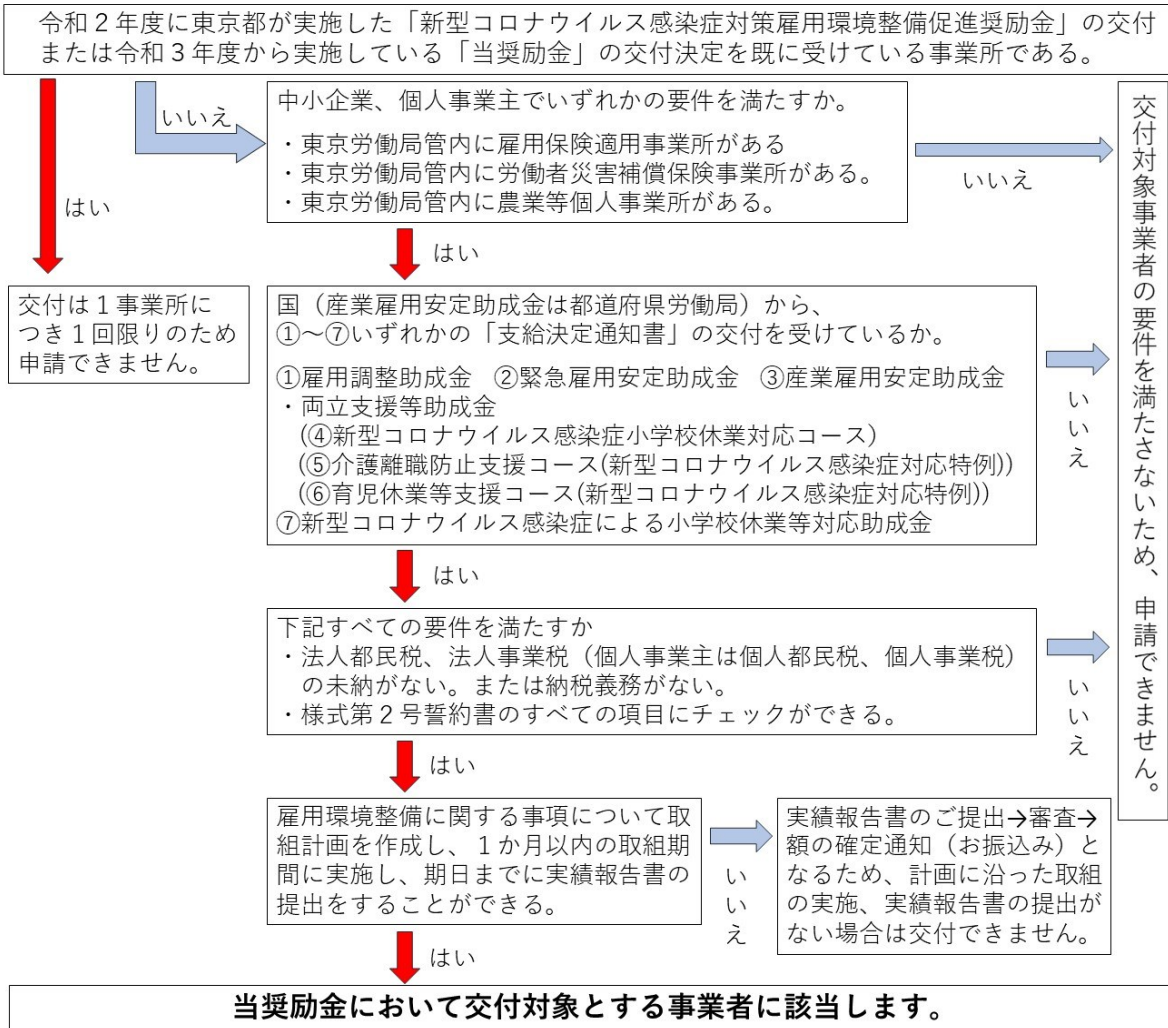 令和２年度に東京都が実施した「新型コロナウイルス感染症対策雇用環境整備促進奨励金」の交付
または令和３年度から実施している「当奨励金」の交付決定を既に受けている事業所である。
いいえ
はい
交付は１事業所に
つき１回限りのため
申請できません。
中小企業、個人事業主でいずれかの要件を満たすか。
・東京労働局管内に雇用保険適用事業所がある
・東京労働局管内に労働者災害補償保険事業所がある。
・東京労働局管内に農業等個人事業所がある。
いいえ
はい
国（産業雇用安定助成金は都道府県労働局）から、
①～⑦いずれかの「支給決定通知書」の交付を受けているか。
①雇用調整助成金　②緊急雇用安定助成金　③産業雇用安定助成金
・両立支援等助成金
(④新型コロナウイルス感染症小学校休業対応コース)
(⑤介護離職防止支援コース(新型コロナウイルス感染症対応特例))
(⑥育児休業等支援コース(新型コロナウイルス感染症対応特例))
⑦新型コロナウイルス感染症による小学校休業等対応助成金
いいえ
はい
下記すべての要件を満たすか
・法人都民税、法人事業税（個人事業主は個人都民税、個人事業税）
の未納がない。または納税義務がない。
・様式第２号誓約書のすべての項目にチェックができる。
いいえ
はい
交付対象事業者の要件を満たさないため、申請できません。
雇用環境整備に関する事項について取
組計画を作成し、１か月以内の取組期
間に実施し、期日までに実績報告書の
提出をすることができる。
いいえ
実績報告書のご提出→審査→
額の確定通知（お振込み）と
なるため、計画に沿った取組
の実施、実績報告書の提出が
ない場合は交付できません。
はい
当奨励金において交付対象とする事業者に該当します。